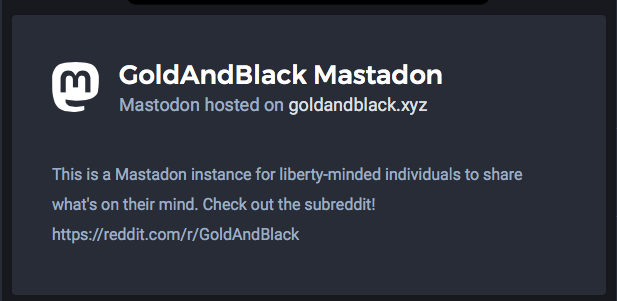 GoldAndBlack Mastadon
Mastodon hosted on goldandblack.xyz
This is a Mastadon instance for liberty-minded individuals to share
what's on their mind. Check out the subreddit!
https://reddit.com/r/GoldAndBlack